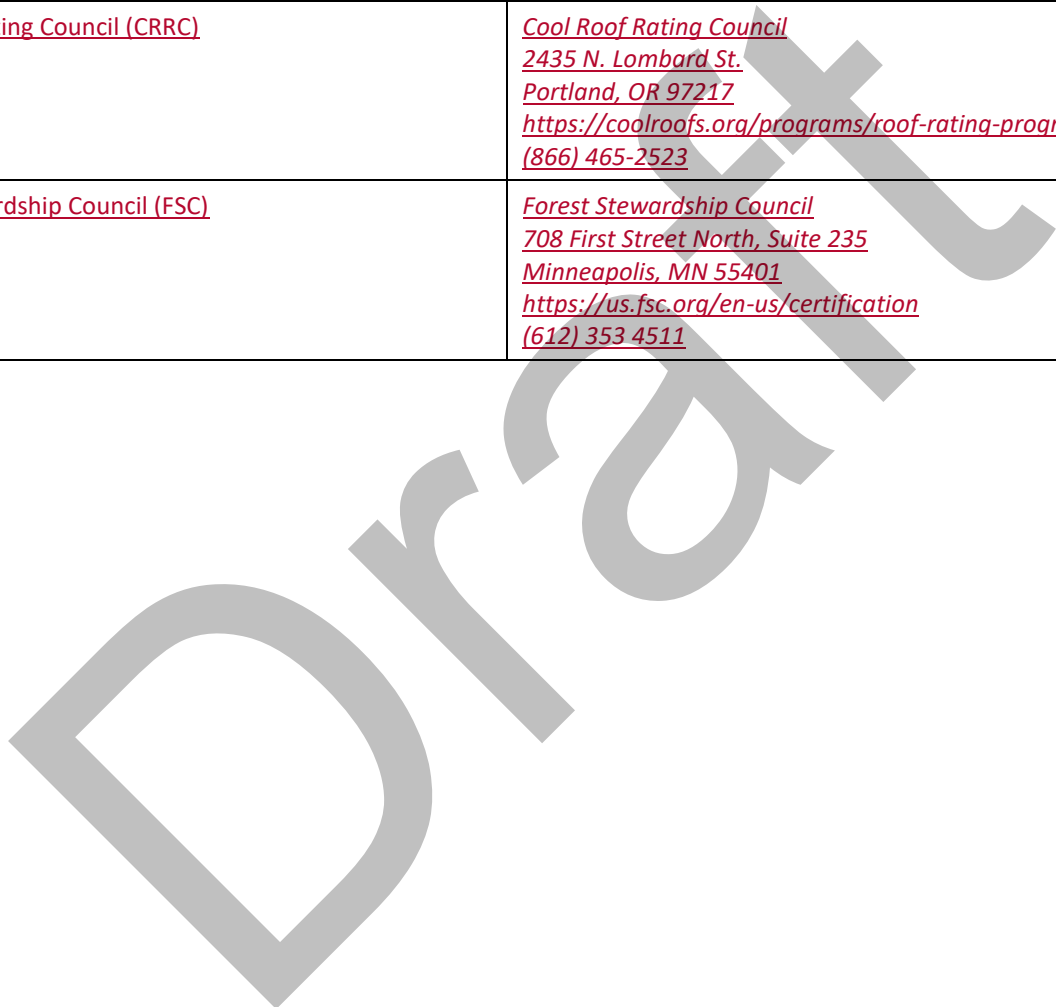 ing Council (CRRC)
Cool Roof Rating Council
2435 N. Lombard St.
Portland, OR 97217
https://coolroofs.org/programs/roof-rating-progr
(866) 465-2523
rdship Council (FSC)
Forest Stewardship Council
708 First Street North, Suite 235
Minneapolis, MN 55401
https://us.fsc.org/en-us/certification
(612) 353 4511
Draft